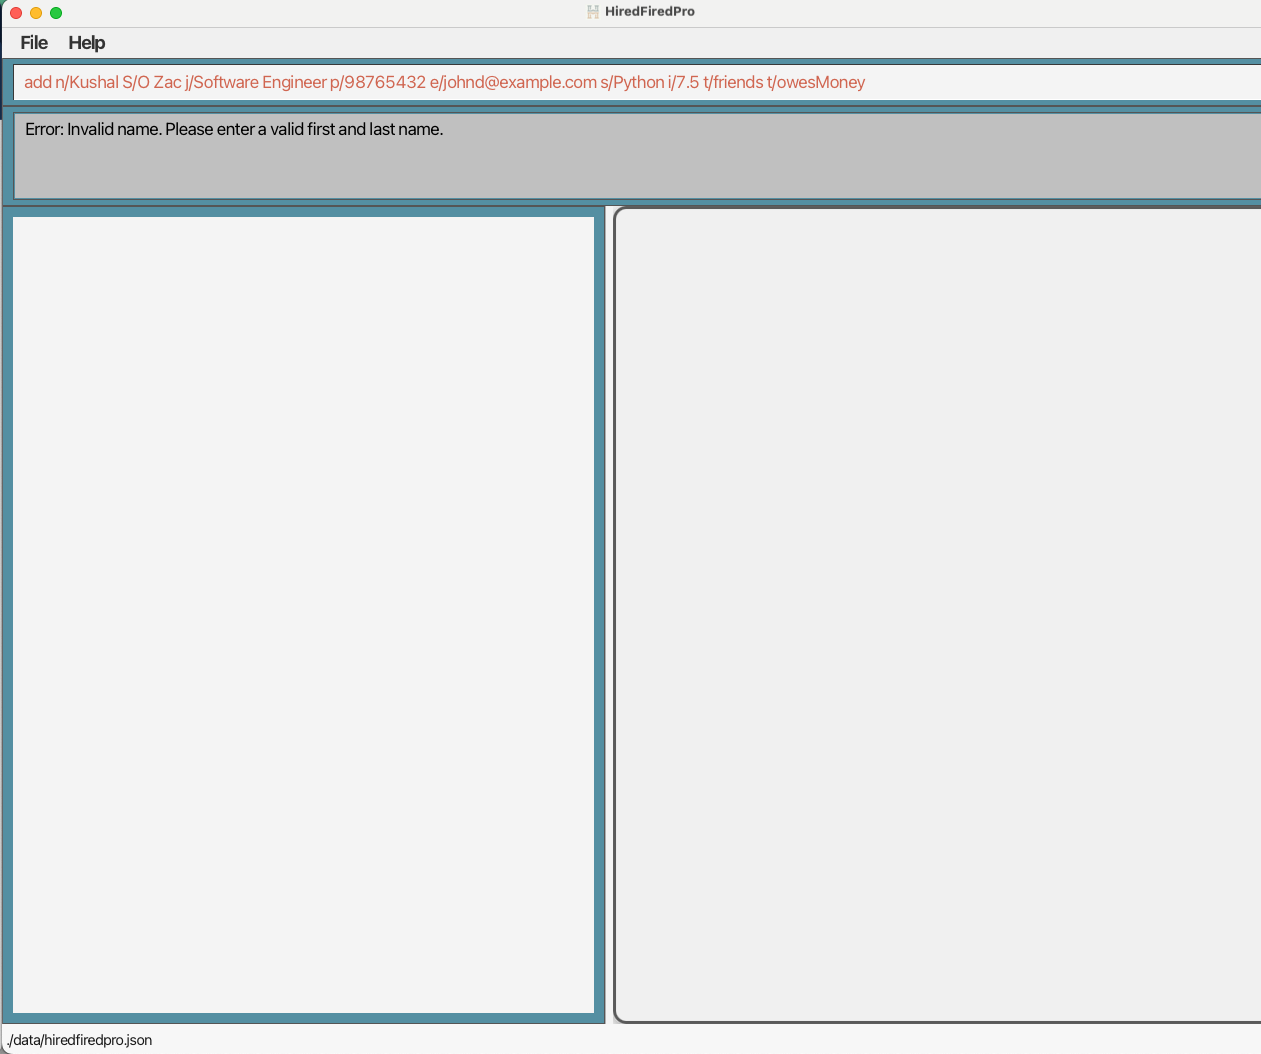 HiredFiredPro
File Help
add n/Kushal S/O Zac j/Software Engineer p/98765432 e/johnd@example.com s/Python i/7.5 t/friends t/owesMoney
Error: Invalid name. Please enter a valid first and last name.
./data/hiredfiredpro.json